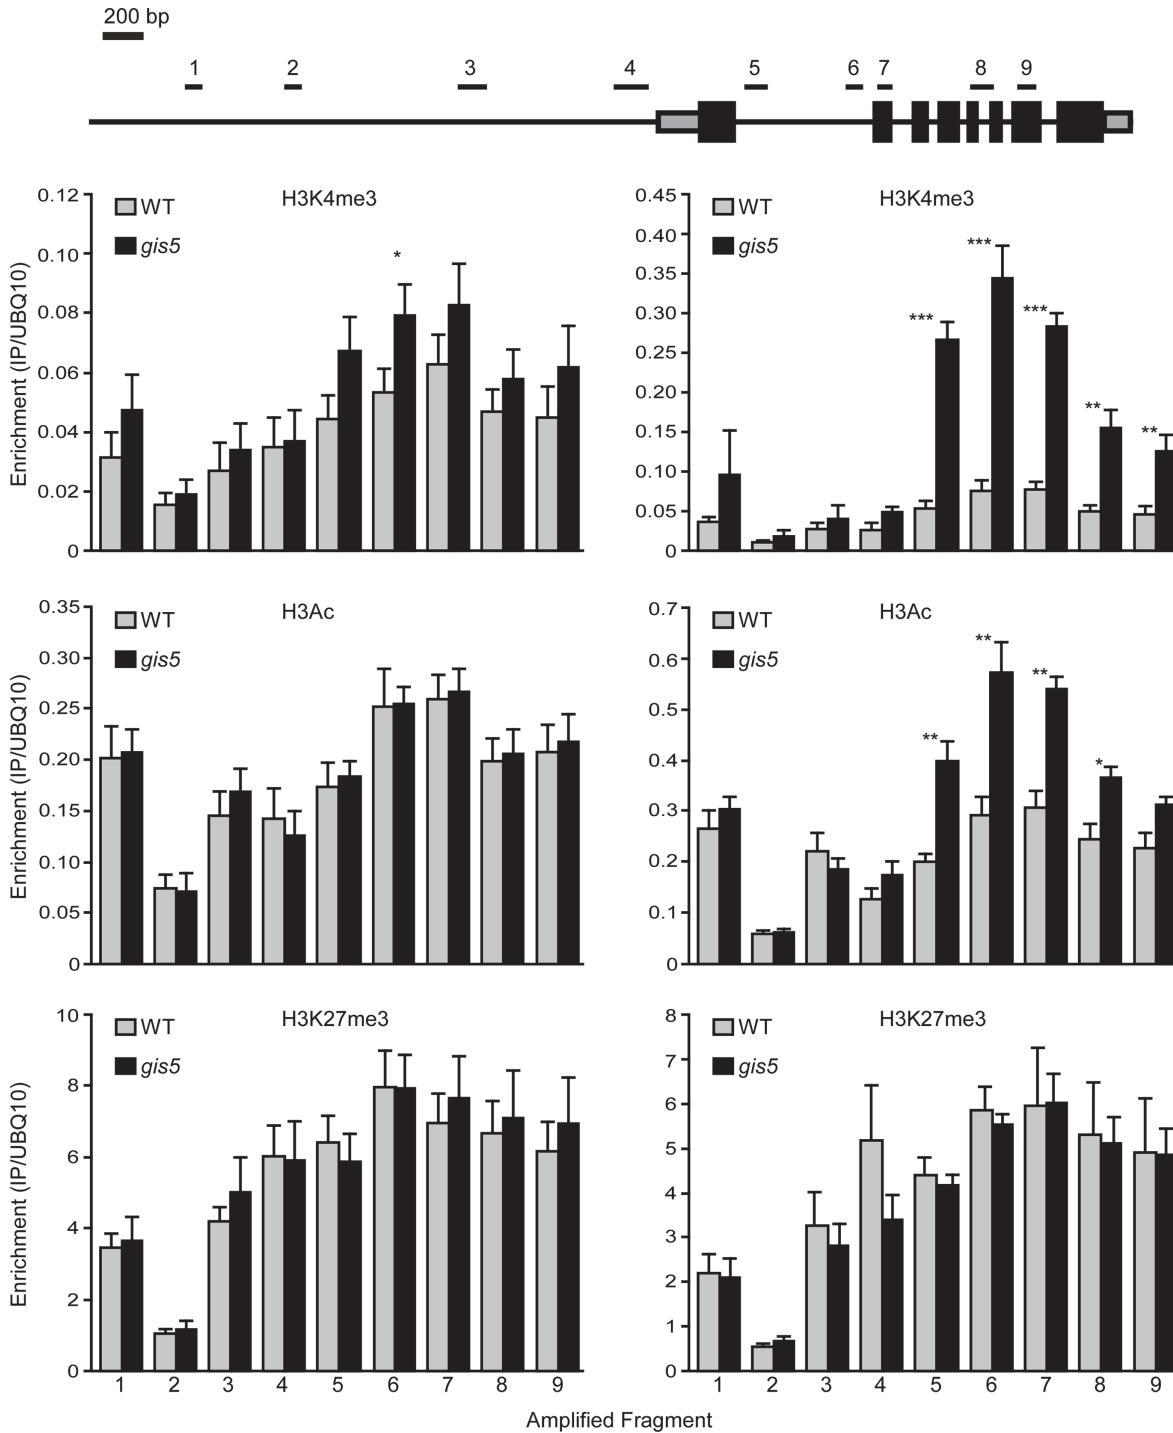 200 bp
1 2 3 4 5 6 7 8 9
H3K4me3
WT
gis5
*
Enrichment (IP/UBQ10)
0.12
0.10
0.08
0.06
0.04
0.02
0
H3K4me3
WT
gis5
*** *** *** ** **
0.45
0.40
0.35
0.30
0.25
0.20
0.15
0.10
0.05
0
H3Ac
WT
gis5
Enrichment (IP/UBQ10)
0.35
0.30
0.25
0.20
0.15
0.10
0.05
0
H3Ac
WT
gis5
** ** ** *
0.7
0.6
0.5
0.4
0.3
0.2
0.1
0
H3K27me3
WT
gis5
Enrichment (IP/UBQ10)
10
8
6
4
2
0
1 2 3 4 5 6 7 8 9
H3K27me3
WT
gis5
8
7
6
5
4
3
2
1
0
1 2 3 4 5 6 7 8 9
Amplified Fragment